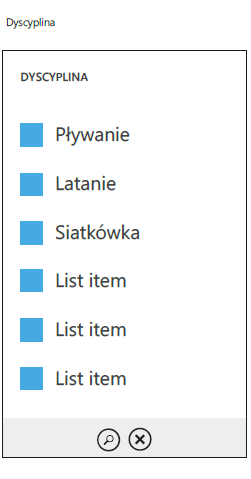 Dyscyplina
DYSCYPLINA
Pływanie
Latanie
Siatkówka
List item
List item
List item